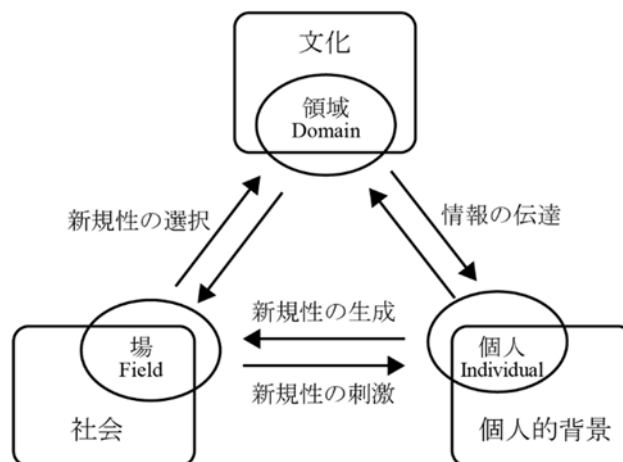 文化
領域
Domain
新規性の選択
情報の伝達
新規性の生成
場
Field
個人
Individual
新規性の刺激
社会
個人的背景